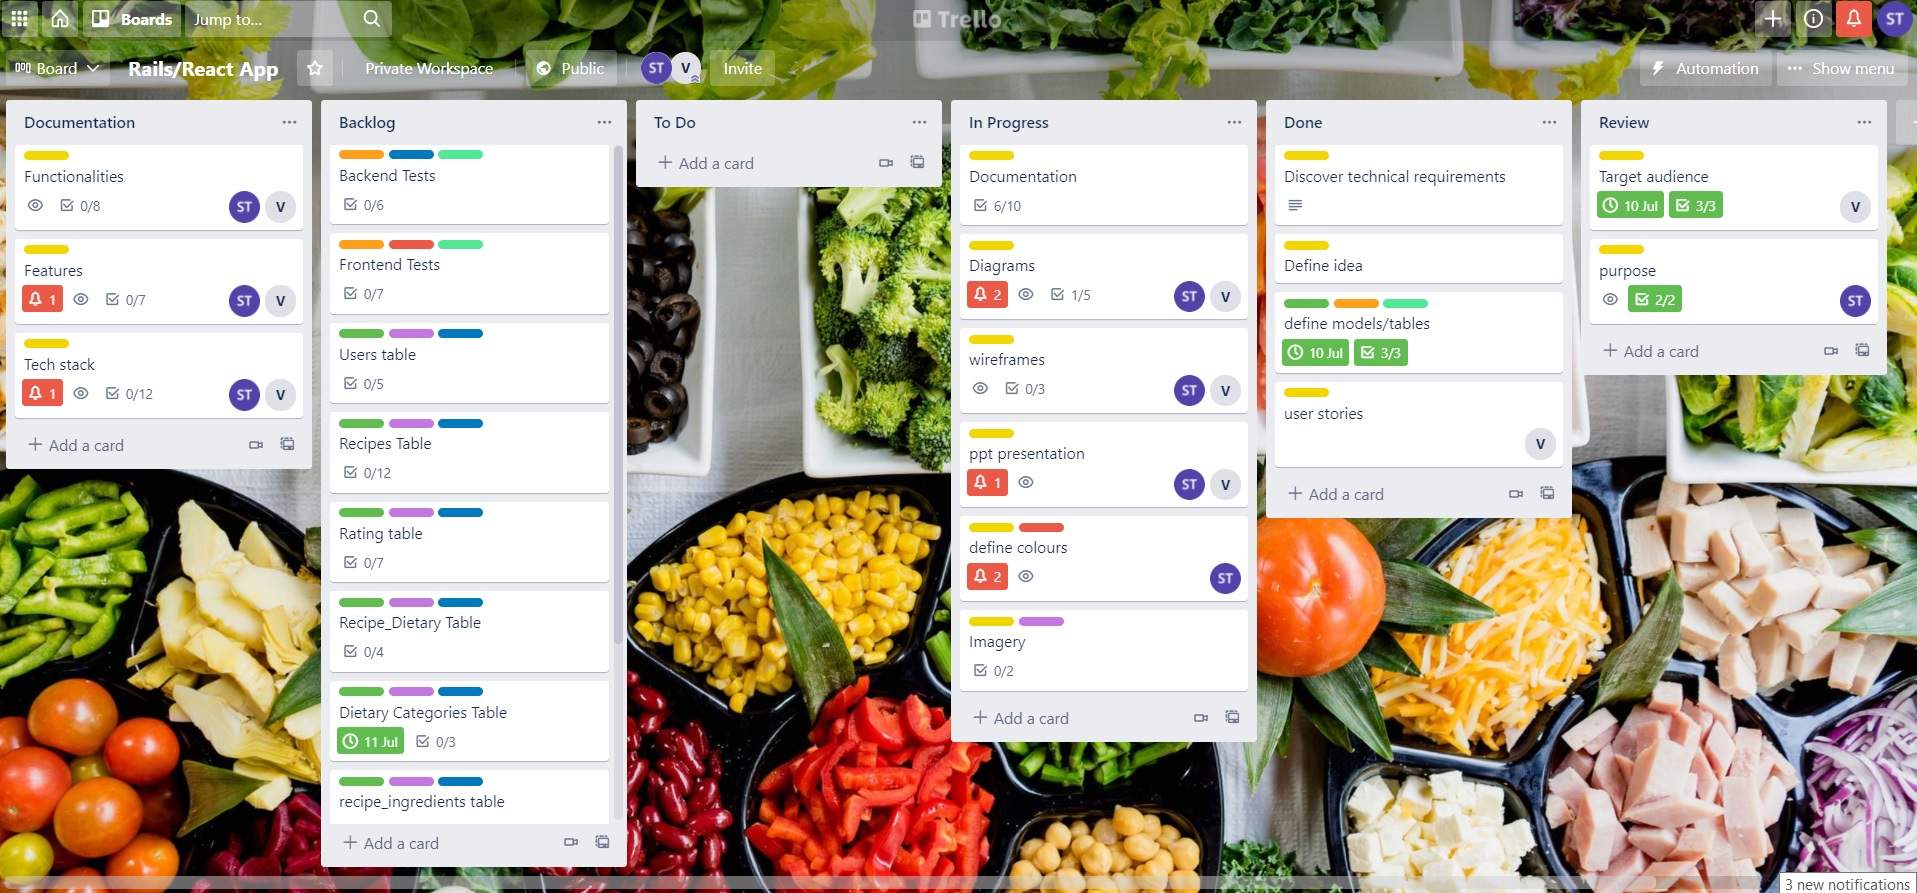 Boards
Jump to...
Trello
ST
Board
Rails/React App
Private Workspace
Public
ST
V
Invite
Automation
Show menu
Documentation
Functionalities
0/8
ST
V
Features
1
0/7
ST
V
Tech stack
1
0/12
ST
V
Add a card
Backlog
Backend Tests
0/6
Frontend Tests
0/7
Users table
0/5
Recipes Table
0/12
Rating table
0/7
Recipe_Dietary Table
0/4
Dietary Categories Table
11 Jul
0/3
recipe_ingredients table
Add a card
To Do
Add a card
In Progress
Documentation
6/10
Diagrams
2
1/5
ST
V
wireframes
0/3
ST
V
ppt presentation
1
ST
V
define colours
2
ST
Imagery
0/2
Add a card
Done
Discover technical requirements
Define idea
define models/tables
10 Jul
3/3
user stories
V
Add a card
Review
Target audience
10 Jul
3/3
V
purpose
2/2
ST
Add a card
3 new notifications